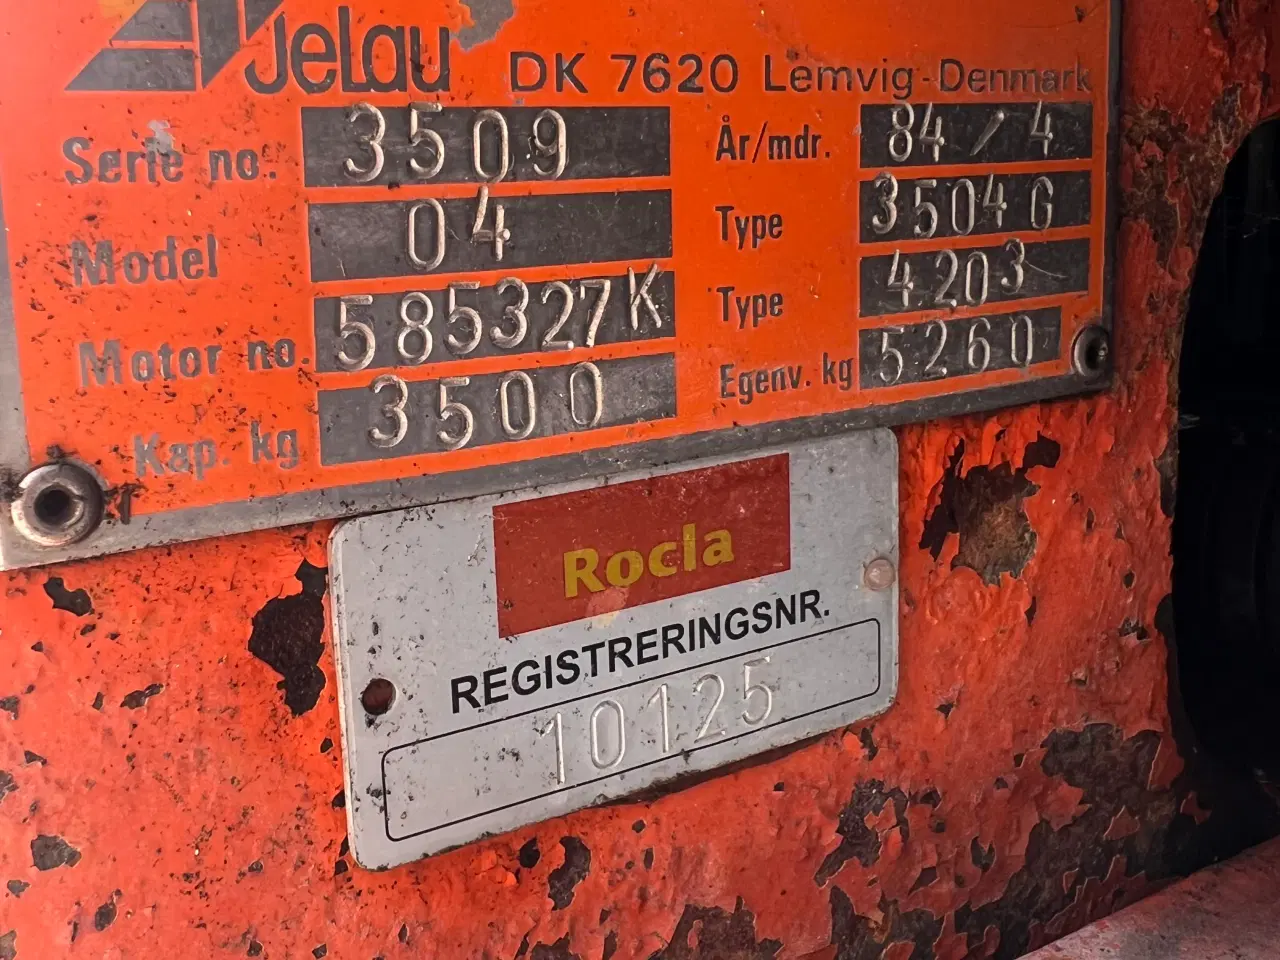 JeLau
DK 7620 Lemvig-Denmark
Serie no. 3509 År/mdr. 84/4
Model 04 Type 3504G
Motor no. 585327K Type 4203
Kap. kg 3500 Egenv. kg 5260
Rocla
REGISTRERINGSNR.
10125